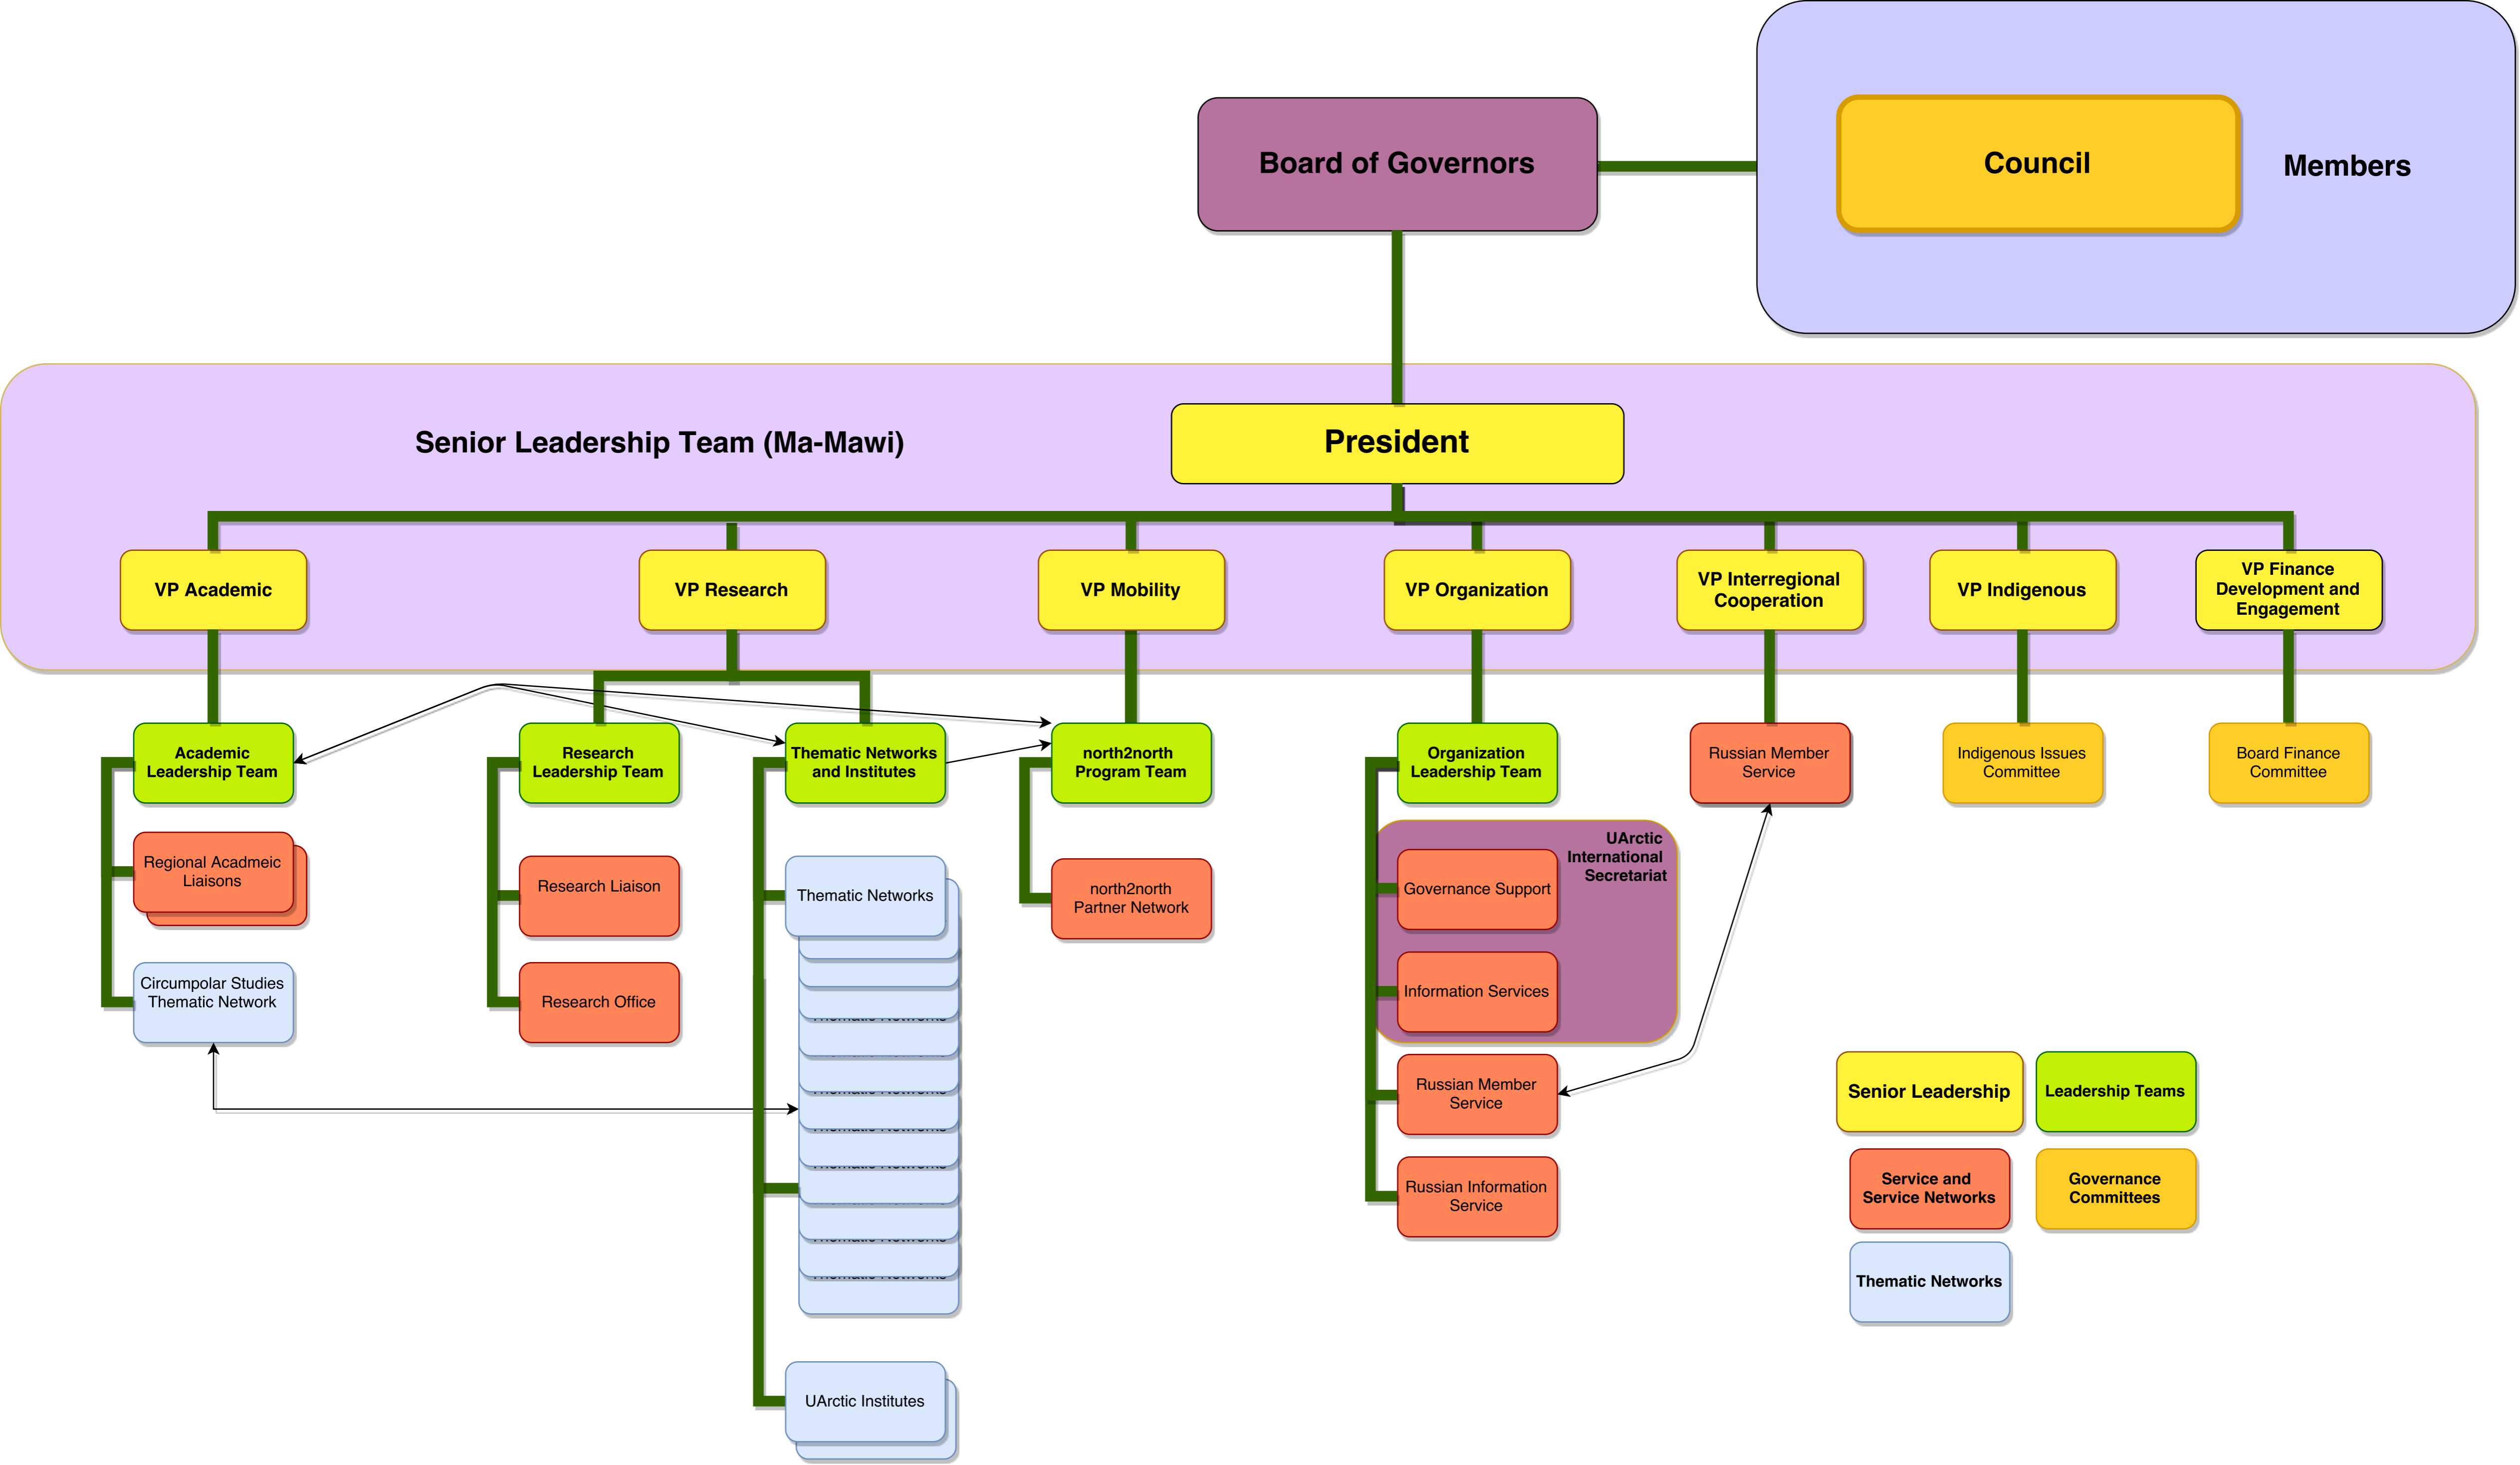 Board of Governors
Council
Members
Senior Leadership Team (Ma-Mawi)
President
VP Academic
VP Research
VP Mobility
VP Organization
VP Interregional
Cooperation
VP Indigenous
VP Finance
Development and
Engagement
Academic
Leadership Team
Research
Leadership Team
Thematic Networks
and Institutes
north2north
Program Team
Organization
Leadership Team
Russian Member
Service
Indigenous Issues
Committee
Board Finance
Committee
Regional Acadmeic
Liaisons
Circumpolar Studies
Thematic Network
Research Liaison
Research Office
Thematic Networks
UArctic Institutes
north2north
Partner Network
UArctic
International
Secretariat
Governance Support
Information Services
Russian Member
Service
Russian Information
Service
Senior Leadership
Leadership Teams
Service and
Service Networks
Governance
Committees
Thematic Networks